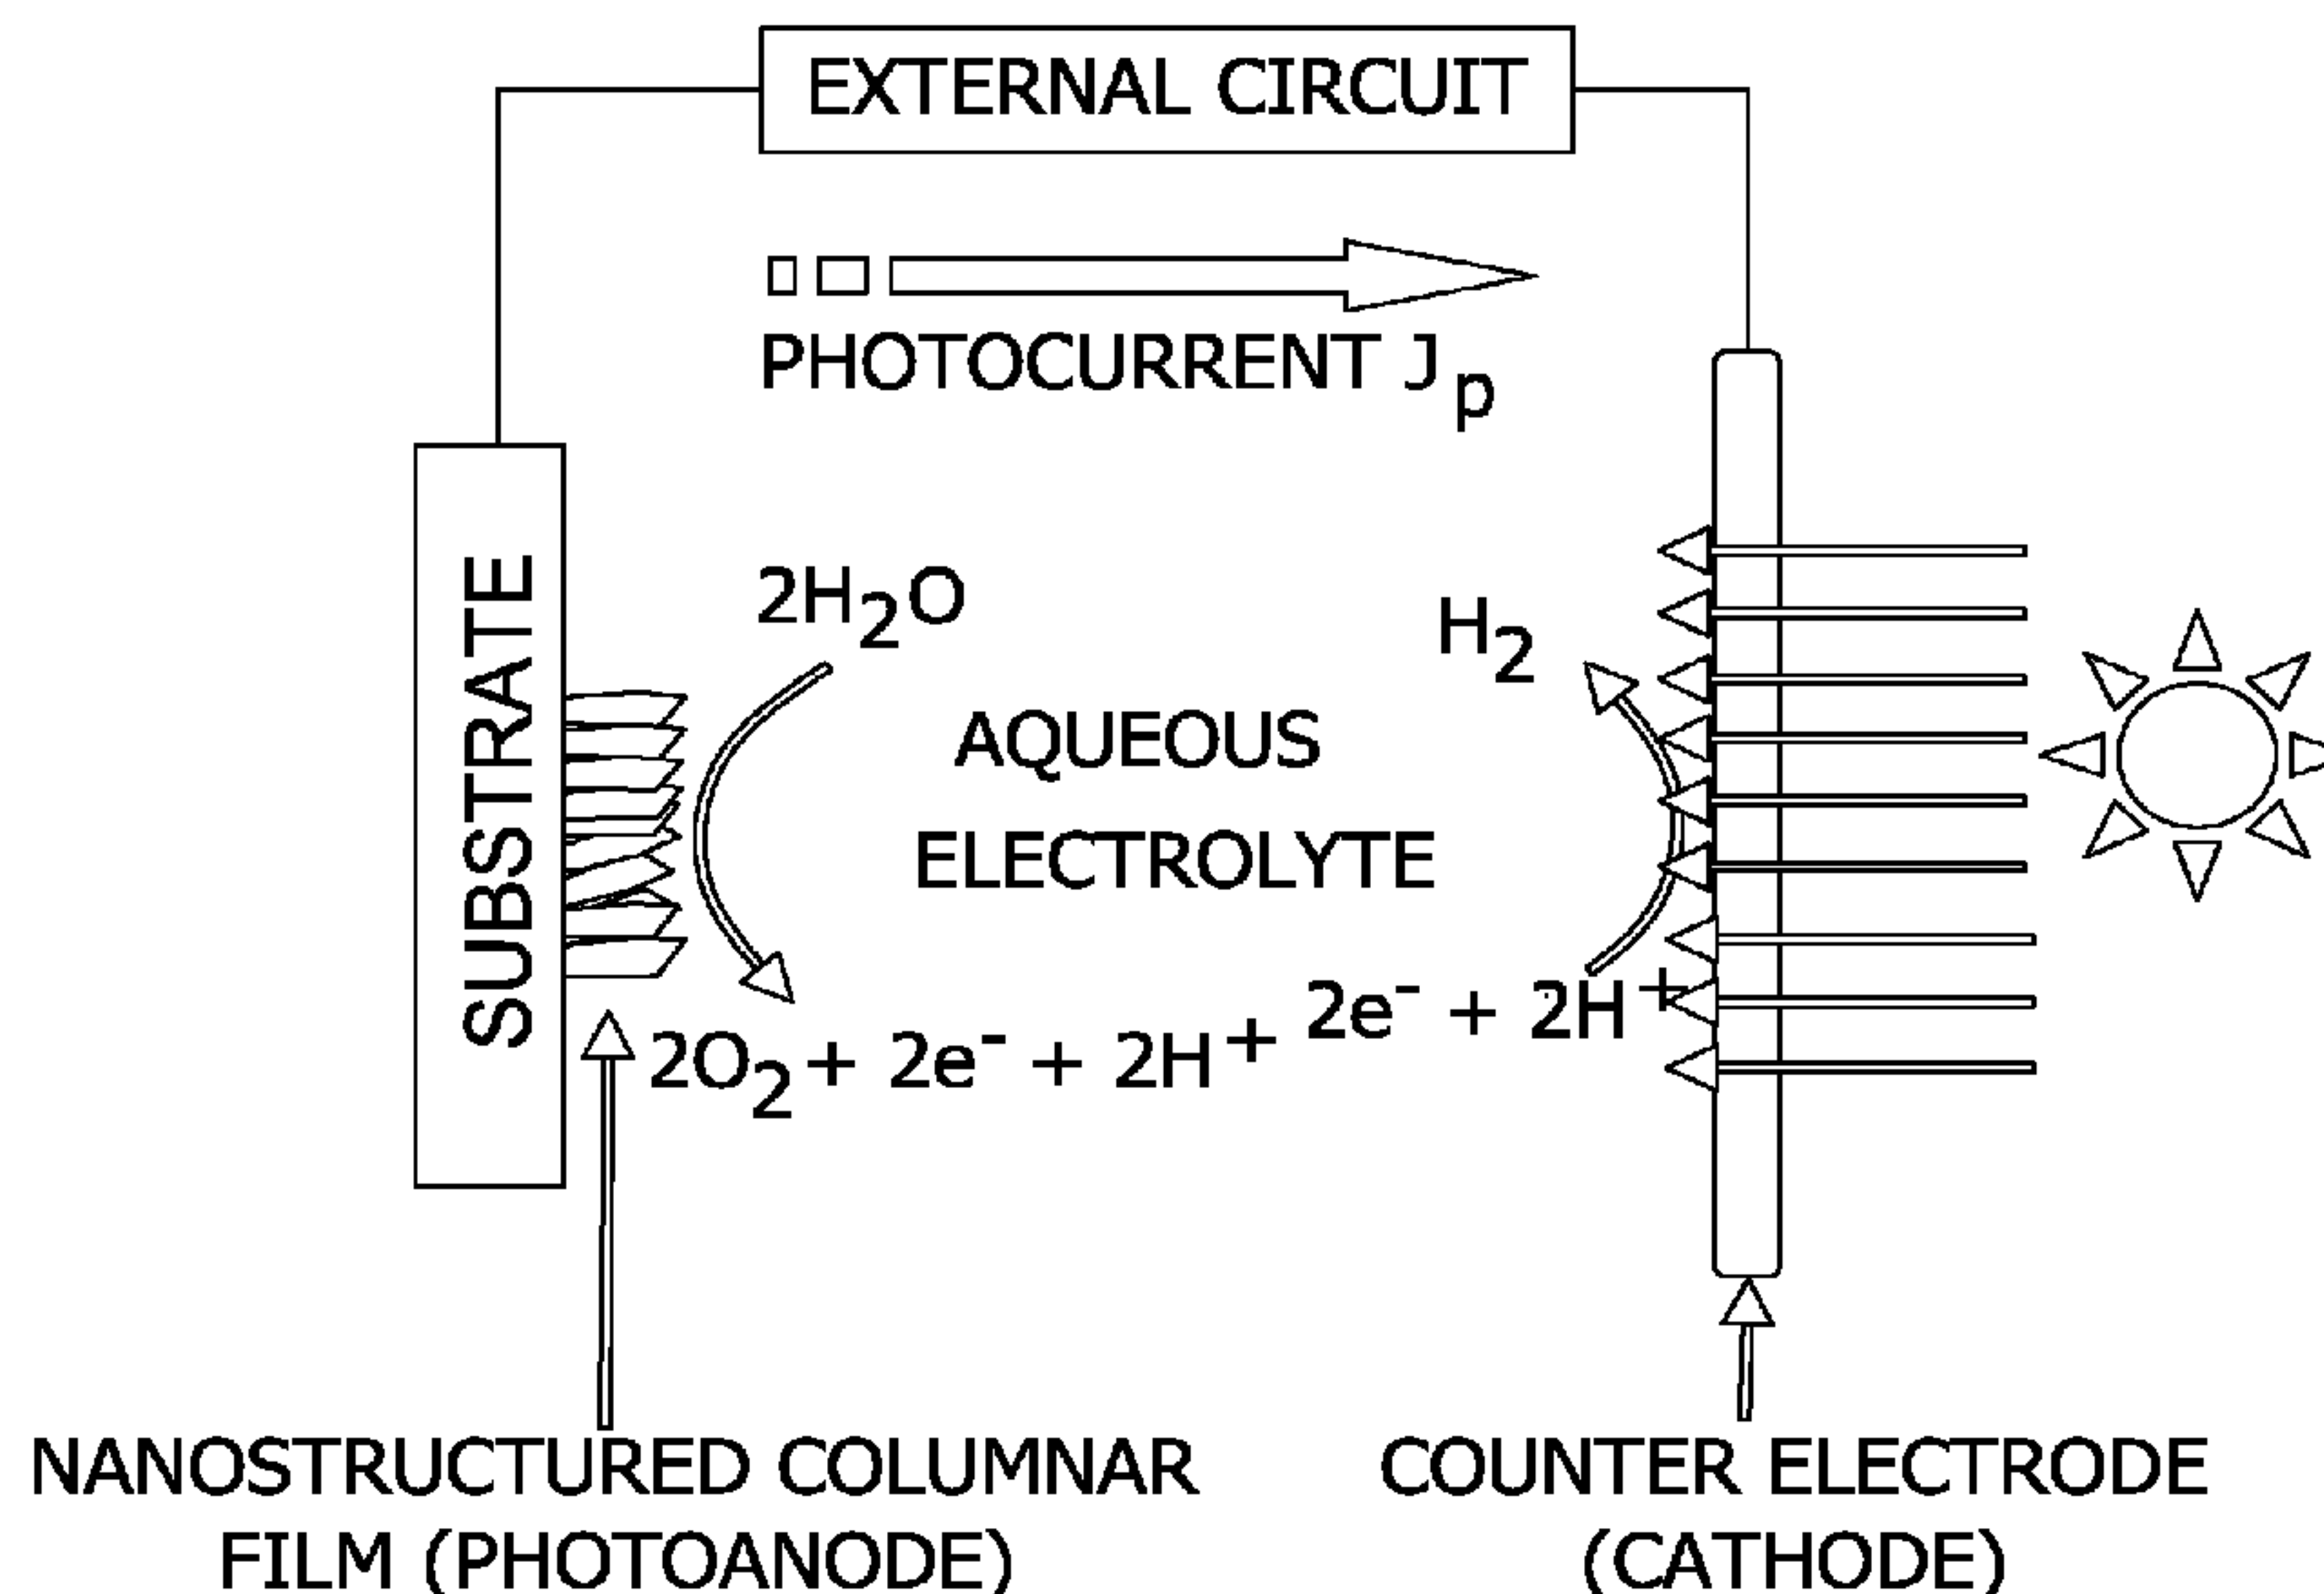 EXTERNAL CIRCUIT
PHOTOCURRENT Jp
SUBSTRATE
2H2O
H2
AQUEOUS
ELECTROLYTE
2O2 + 2e- + 2H+
2e- + 2H+
NANOSTRUCTURED COLUMNAR
FILM (PHOTOANODE)
COUNTER ELECTRODE
(CATHODE)